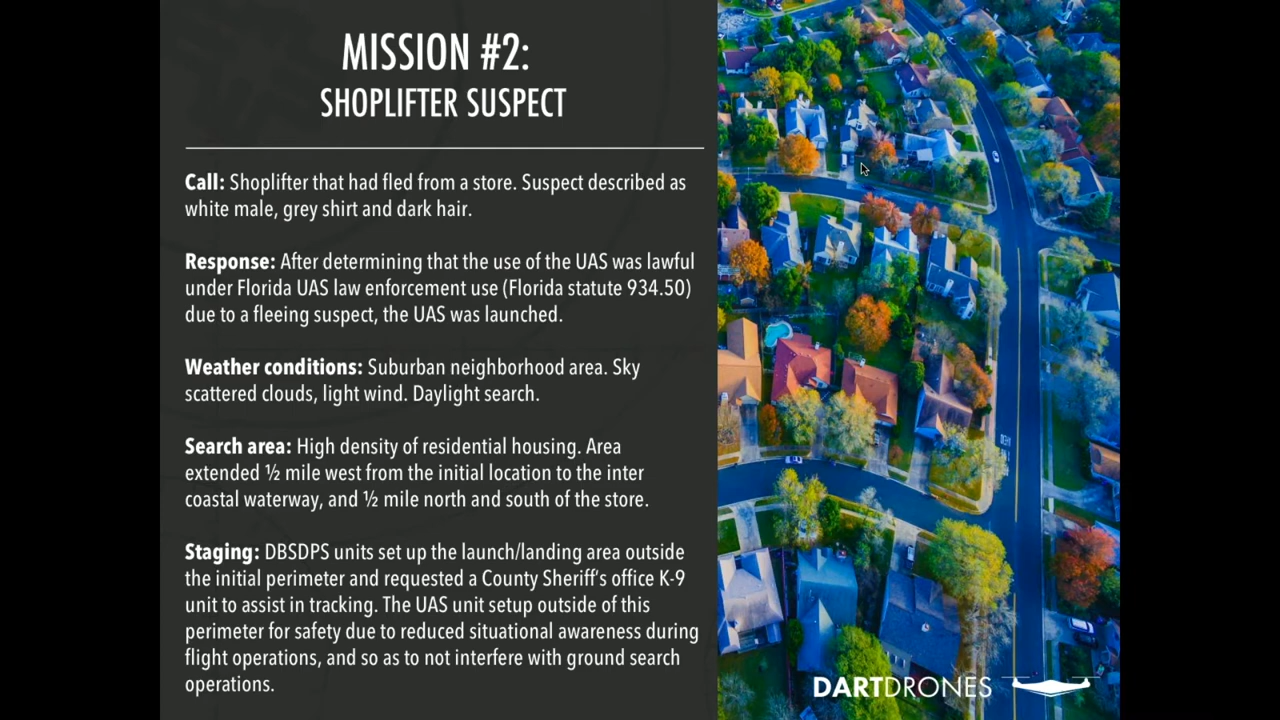 MISSION #2:
SHOPLIFTER SUSPECT
Call: Shoplifter that had fled from a store. Suspect described as
white male, grey shirt and dark hair.
Response: After determining that the use of the UAS was lawful
under Florida UAS law enforcement use (Florida statute 934.50)
due to a fleeing suspect, the UAS was launched.
Weather conditions: Suburban neighborhood area. Sky
scattered clouds, light wind. Daylight search.
Search area: High density of residential housing. Area
extended ½ mile west from the initial location to the inter
coastal waterway, and ½ mile north and south of the store.
Staging: DBSDPS units set up the launch/landing area outside
the initial perimeter and requested a County Sheriff's office K-9
unit to assist in tracking. The UAS unit setup outside of this
perimeter for safety due to reduced situational awareness during
flight operations, and so as to not interfere with ground search
operations.
DARTDRONES